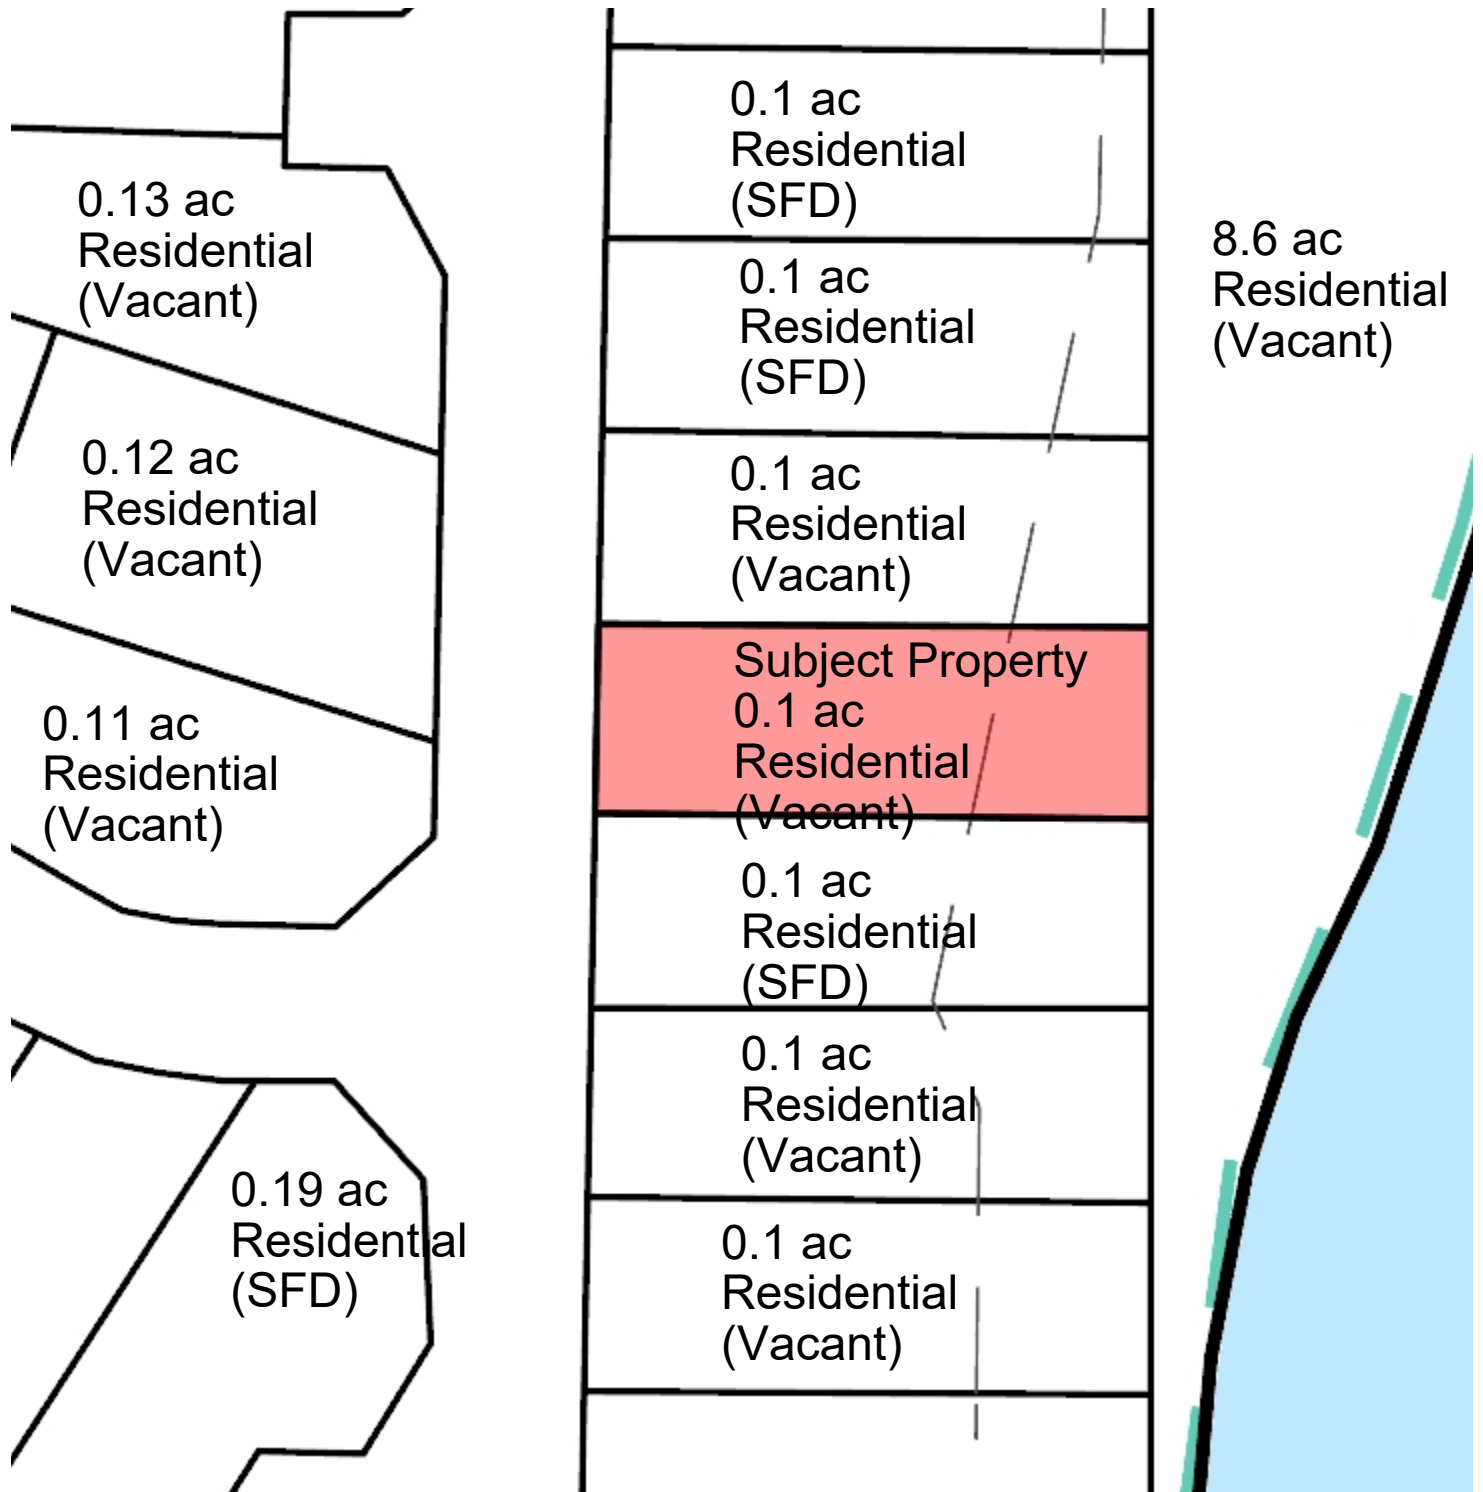 0.13 ac
Residential
(Vacant)
0.12 ac
Residential
(Vacant)
0.11 ac
Residential
(Vacant)
0.19 ac
Residential
(SFD)
0.1 ac
Residential
(SFD)
0.1 ac
Residential
(SFD)
0.1 ac
Residential
(Vacant)
Subject Property
0.1 ac
Residential
(Vacant)
0.1 ac
Residential
(SFD)
0.1 ac
Residential
(Vacant)
0.1 ac
Residential
(Vacant)
8.6 ac
Residential
(Vacant)